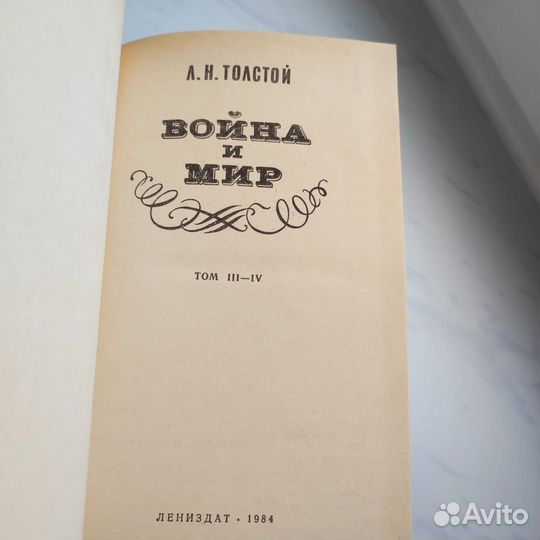 Л. Н. ТОЛСТОЙ
ВОЙНА
И
МИР
ТОМ III—IV
ЛЕНИЗДАТ · 1984
Avito